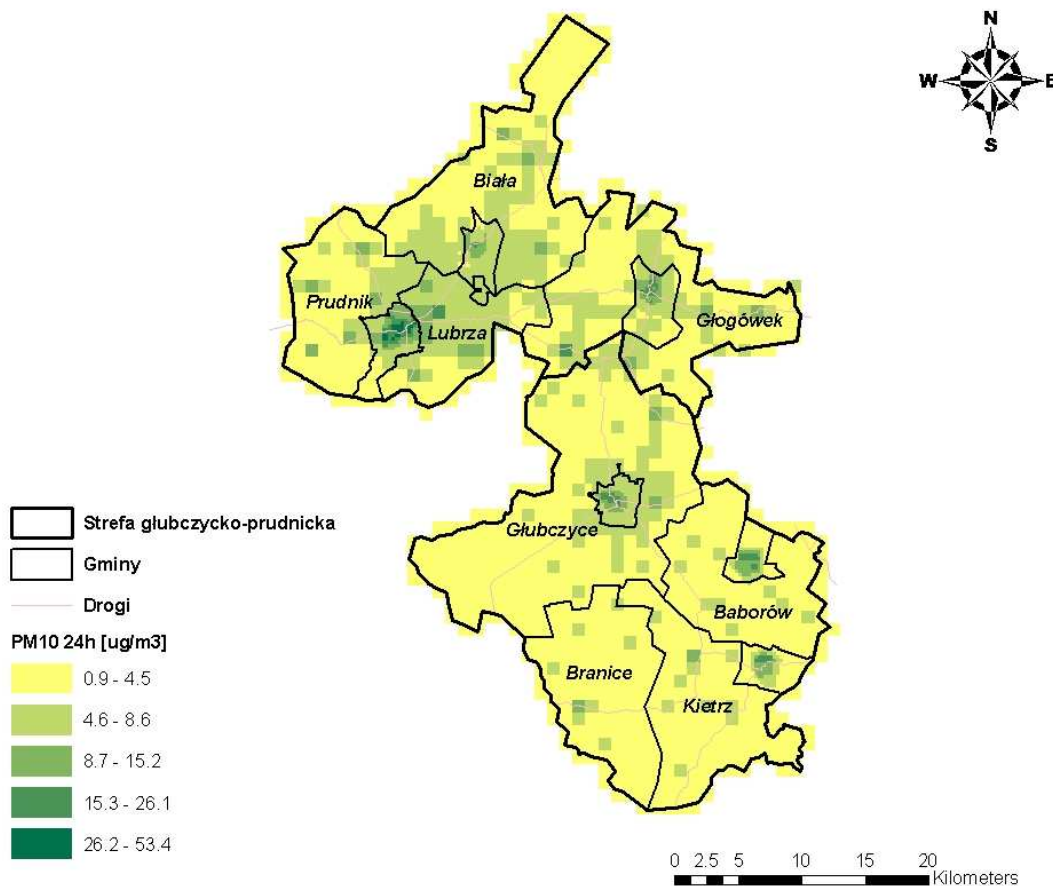 N
W E
S
Biała
Prudnik
Lubrza
Głogówek
Głubczyce
Baborów
Branice
Kietrz
Strefa głubczycko-prudnicka
Gminy
Drogi
PM10 24h [ug/m3]
0.9 - 4.5
4.6 - 8.6
8.7 - 15.2
15.3 - 26.1
26.2 - 53.4
0 2.5 5 10 15 20
Kilometers